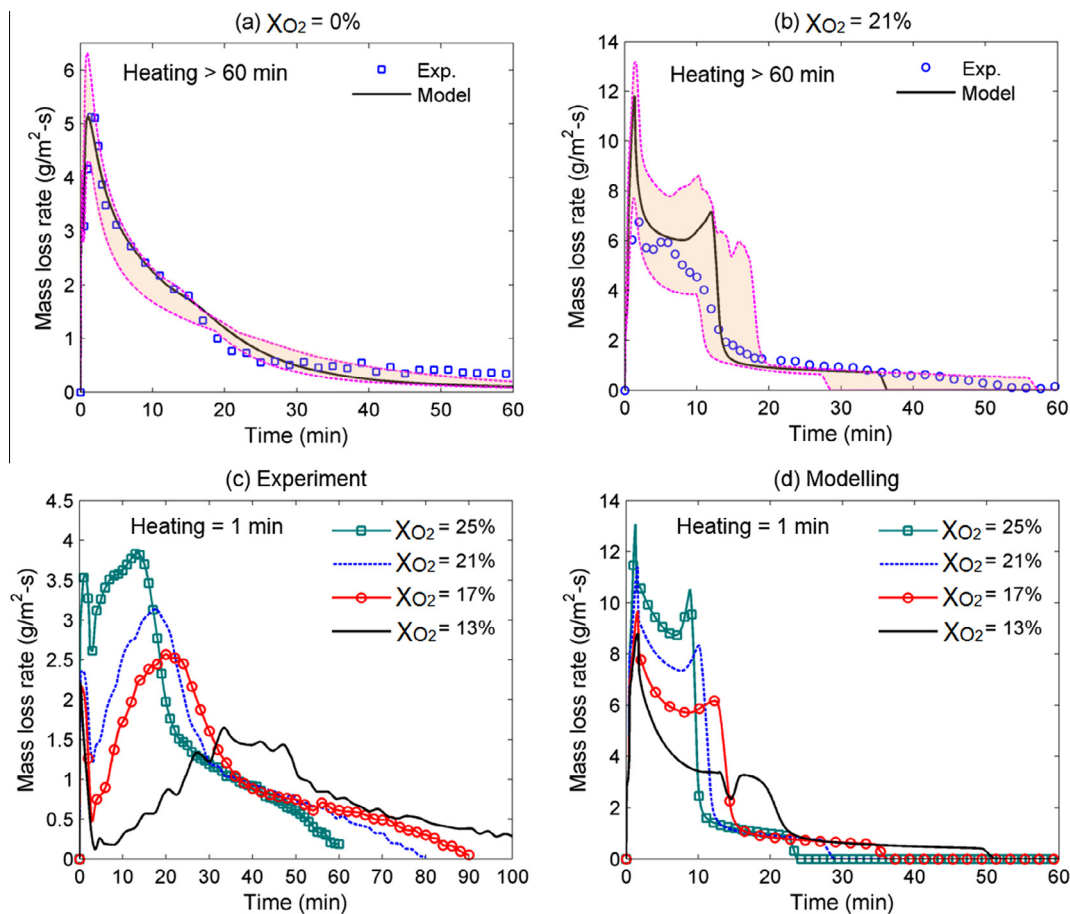 (a) XO2 = 0%
Heating > 60 min
Exp.
Model
Mass loss rate (g/m²-s)
6
5
4
3
2
1
0
0 10 20 30 40 50 60
Time (min)
(b) XO2 = 21%
Heating > 60 min
Exp.
Model
Mass loss rate (g/m²-s)
14
12
10
8
6
4
2
0
0 10 20 30 40 50 60
Time (min)
(c) Experiment
Heating = 1 min
XO2 = 25%
XO2 = 21%
XO2 = 17%
XO2 = 13%
Mass loss rate (g/m²-s)
4.5
4
3.5
3
2.5
2
1.5
1
0.5
0
0 10 20 30 40 50 60 70 80 90 100
Time (min)
(d) Modelling
Heating = 1 min
XO2 = 25%
XO2 = 21%
XO2 = 17%
XO2 = 13%
Mass loss rate (g/m²-s)
14
12
10
8
6
4
2
0
0 10 20 30 40 50 60
Time (min)